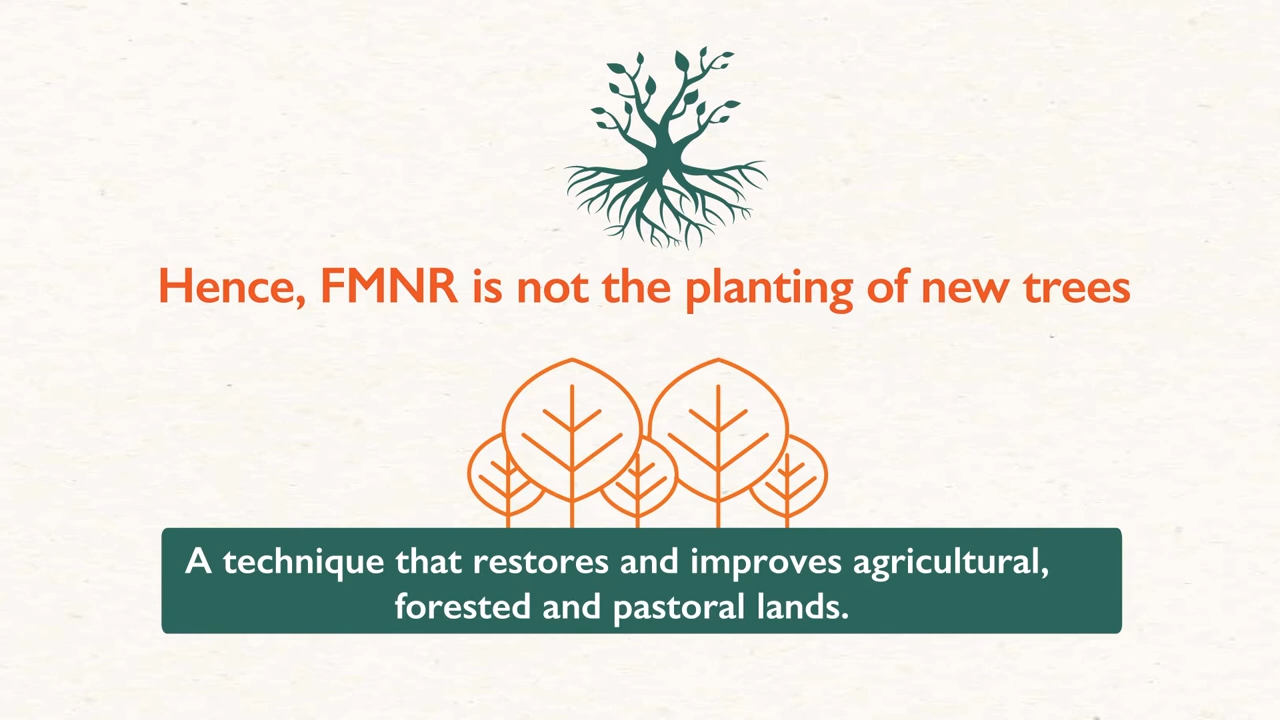 Hence, FMNR is not the planting of new trees
A technique that restores and improves agricultural,
forested and pastoral lands.